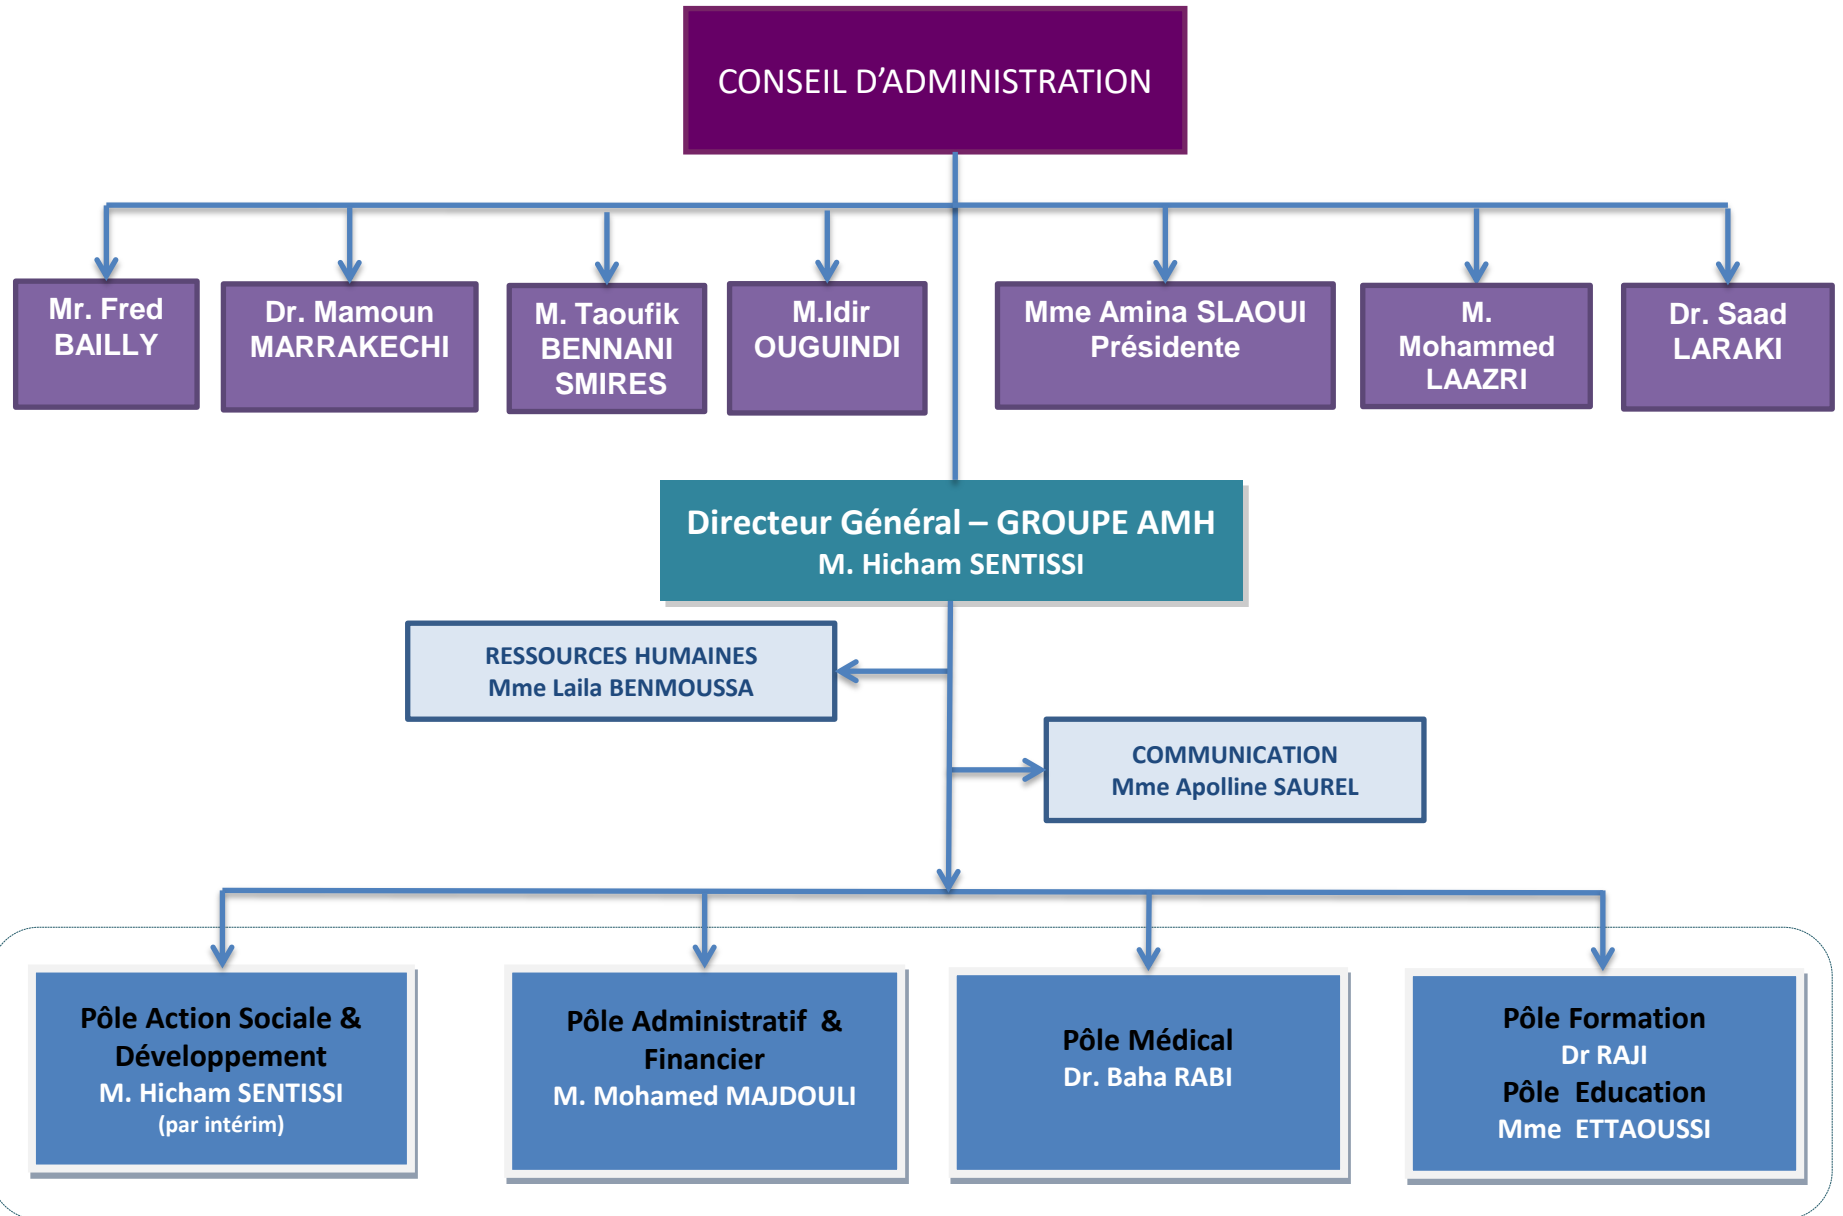 CONSEIL D’ADMINISTRATION
Mr. Fred
BAILLY
Dr. Mamoun
MARRAKECHI
M. Taoufik
BENNANI
SMIRES
M.Idir
OUGUINDI
Mme Amina SLAOUI
Présidente
M.
Mohammed
LAAZRI
Dr. Saad
LARAKI
Directeur Général – GROUPE AMH
M. Hicham SENTISSI
RESSOURCES HUMAINES
Mme Laila BENMOUSSA
COMMUNICATION
Mme Apolline SAUREL
Pôle Action Sociale &
Développement
M. Hicham SENTISSI
(par intérim)
Pôle Administratif &
Financier
M. Mohamed MAJDOULI
Pôle Médical
Dr. Baha RABI
Pôle Formation
Dr RAJI
Pôle Education
Mme ETTAOUSSI